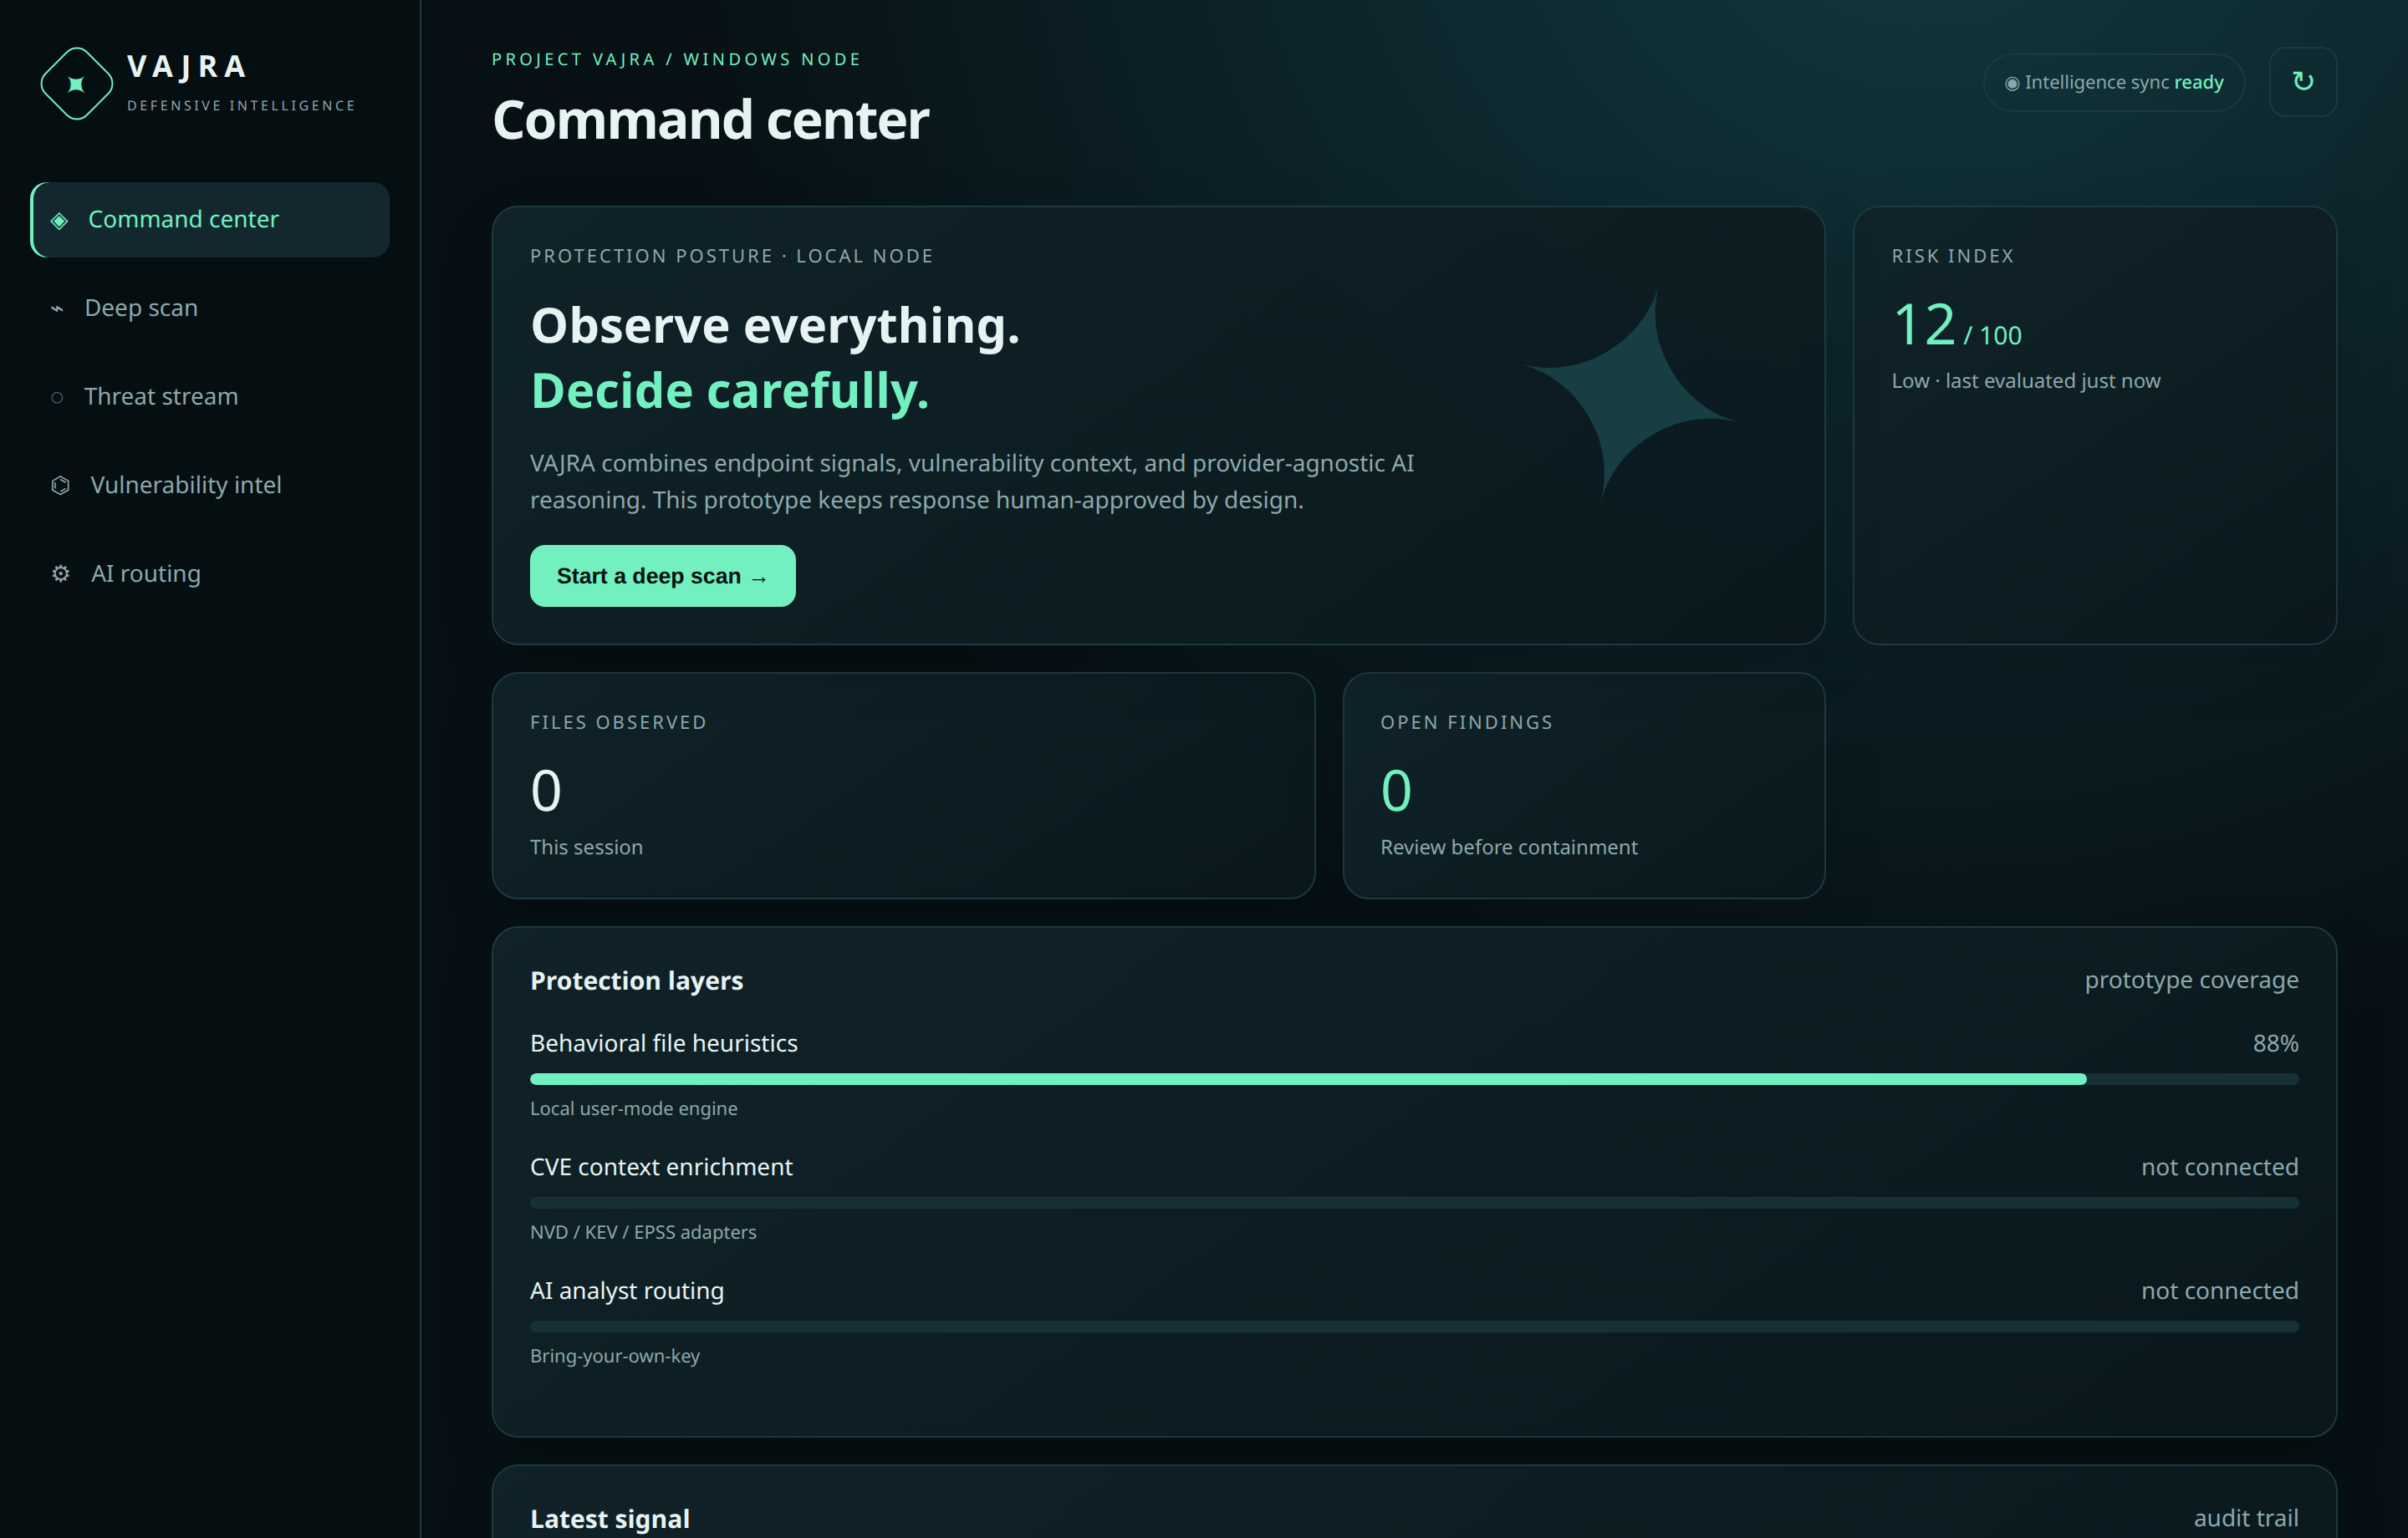 VAJRA
DEFENSIVE INTELLIGENCE
Command center
Deep scan
Threat stream
Vulnerability intel
AI routing
PROJECT VAJRA / WINDOWS NODE
Command center
Intelligence sync ready
PROTECTION POSTURE · LOCAL NODE
Observe everything.
Decide carefully.
VAJRA combines endpoint signals, vulnerability context, and provider-agnostic AI
reasoning. This prototype keeps response human-approved by design.
Start a deep scan →
RISK INDEX
12 / 100
Low · last evaluated just now
FILES OBSERVED
0
This session
OPEN FINDINGS
0
Review before containment
Protection layers
prototype coverage
Behavioral file heuristics
88%
Local user-mode engine
CVE context enrichment
not connected
NVD / KEV / EPSS adapters
AI analyst routing
not connected
Bring-your-own-key
Latest signal
audit trail